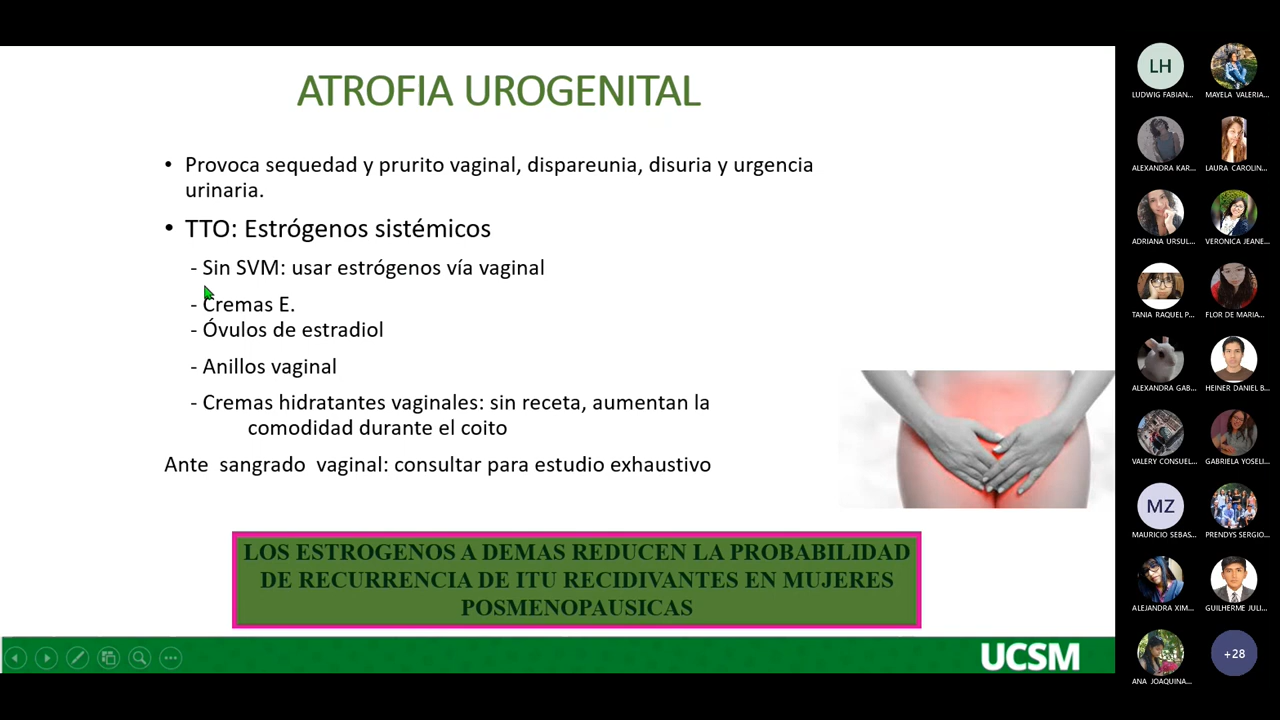 ATROFIA UROGENITAL
• Provoca sequedad y prurito vaginal, dispareunia, disuria y urgencia
urinaria.
• TTO: Estrógenos sistémicos
- Sin SVM: usar estrógenos vía vaginal
- Cremas E.
- Óvulos de estradiol
- Anillos vaginal
- Cremas hidratantes vaginales: sin receta, aumentan la
comodidad durante el coito
Ante sangrado vaginal: consultar para estudio exhaustivo
LOS ESTROGENOS A DEMAS REDUCEN LA PROBABILIDAD
DE RECURRENCIA DE ITU RECIDIVANTES EN MUJERES
POSMENOPAUSICAS
UCSM
LH
LUDWIG FABIAN...
MAYELA VALERIA...
ALEXANDRA KAR...
LAURA CAROLIN...
ADRIANA URSUL...
VERONICA JEANE...
TANIA RAQUEL P...
FLOR DE MARIA...
ALEXANDRA GAB...
HEINER DANIEL B...
VALERY CONSUEL...
GABRIELA YOSELI...
MZ
MAURICIO SEBAS...
PRENDYS SERGIO...
ALEJANDRA XIM...
GUILHERME JULI...
ANA JOAQUINA...
+28